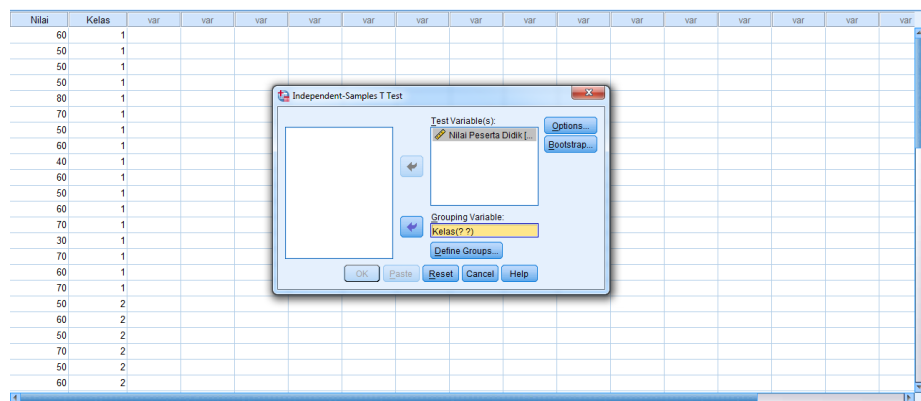 Nilai Kelas var var var var var var var var var var var var var var var
60 1
50 1
50 1
50 1
80 1
70 1
50 1
60 1
40 1
60 1
50 1
60 1
70 1
30 1
70 1
60 1
70 1
50 2
60 2
50 2
70 2
50 2
60 2
Independent-Samples T Test
Test Variable(s):
Nilai Peserta Didik [...
Options...
Bootstrap...
Grouping Variable:
Kelas(? ?)
Define Groups...
OK Paste Reset Cancel Help